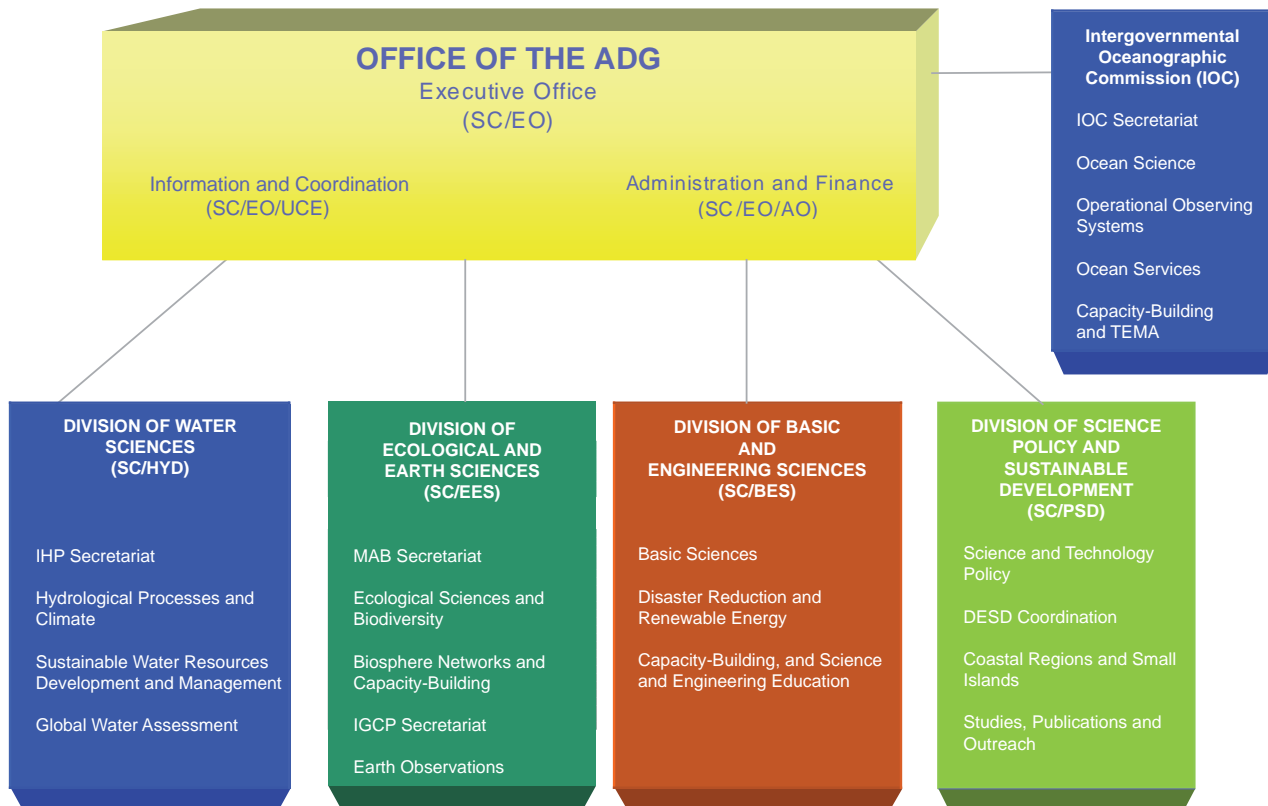 OFFICE OF THE ADG
Executive Office
(SC/EO)
Information and Coordination
(SC/EO/UCE)
Administration and Finance
(SC/EO/AO)
Intergovernmental
Oceanographic
Commission (IOC)
IOC Secretariat
Ocean Science
Operational Observing
Systems
Ocean Services
Capacity-Building
and TEMA
DIVISION OF WATER
SCIENCES
(SC/HYD)
IHP Secretariat
Hydrological Processes and
Climate
Sustainable Water Resources
Development and Management
Global Water Assessment
DIVISION OF
ECOLOGICAL AND
EARTH SCIENCES
(SC/EES)
MAB Secretariat
Ecological Sciences and
Biodiversity
Biosphere Networks and
Capacity-Building
IGCP Secretariat
Earth Observations
DIVISION OF BASIC
AND
ENGINEERING SCIENCES
(SC/BES)
Basic Sciences
Disaster Reduction and
Renewable Energy
Capacity-Building, and Science
and Engineering Education
DIVISION OF SCIENCE
POLICY AND
SUSTAINABLE
DEVELOPMENT
(SC/PSD)
Science and Technology
Policy
DESD Coordination
Coastal Regions and Small
Islands
Studies, Publications and
Outreach